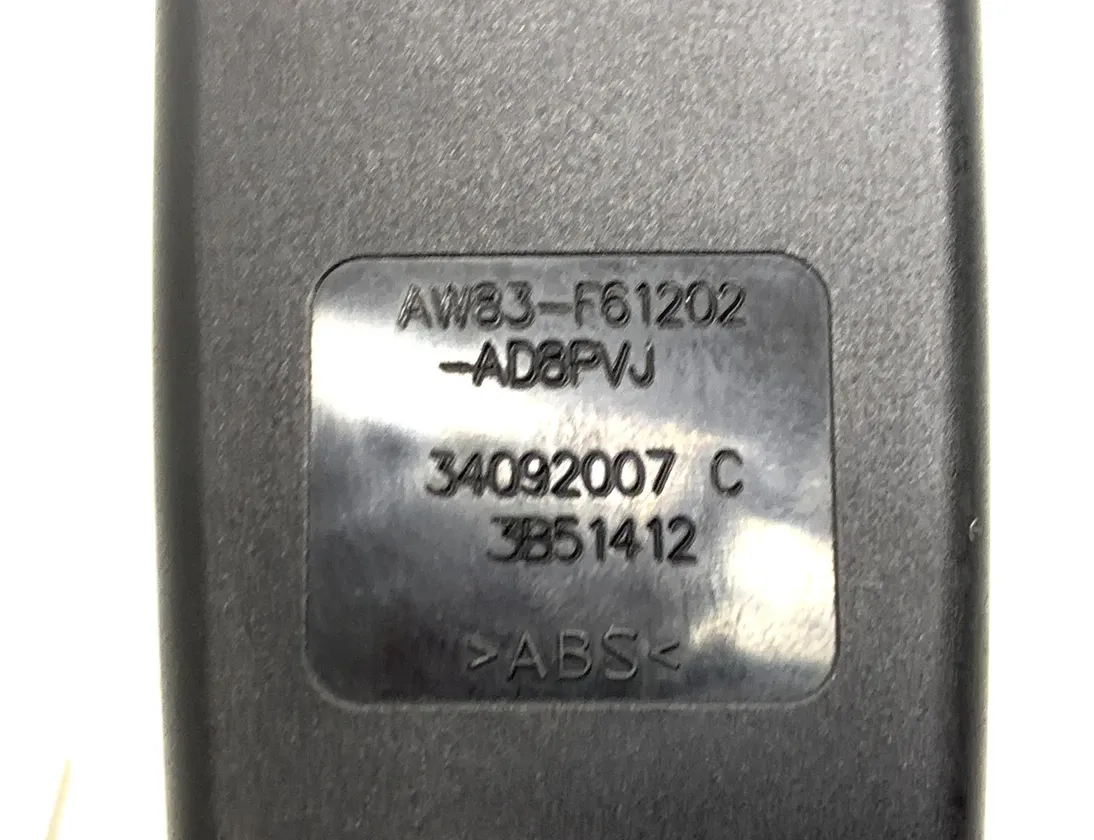 AW83-F61202
-AD8PVJ
34092007 C
3B51412
>ABS<